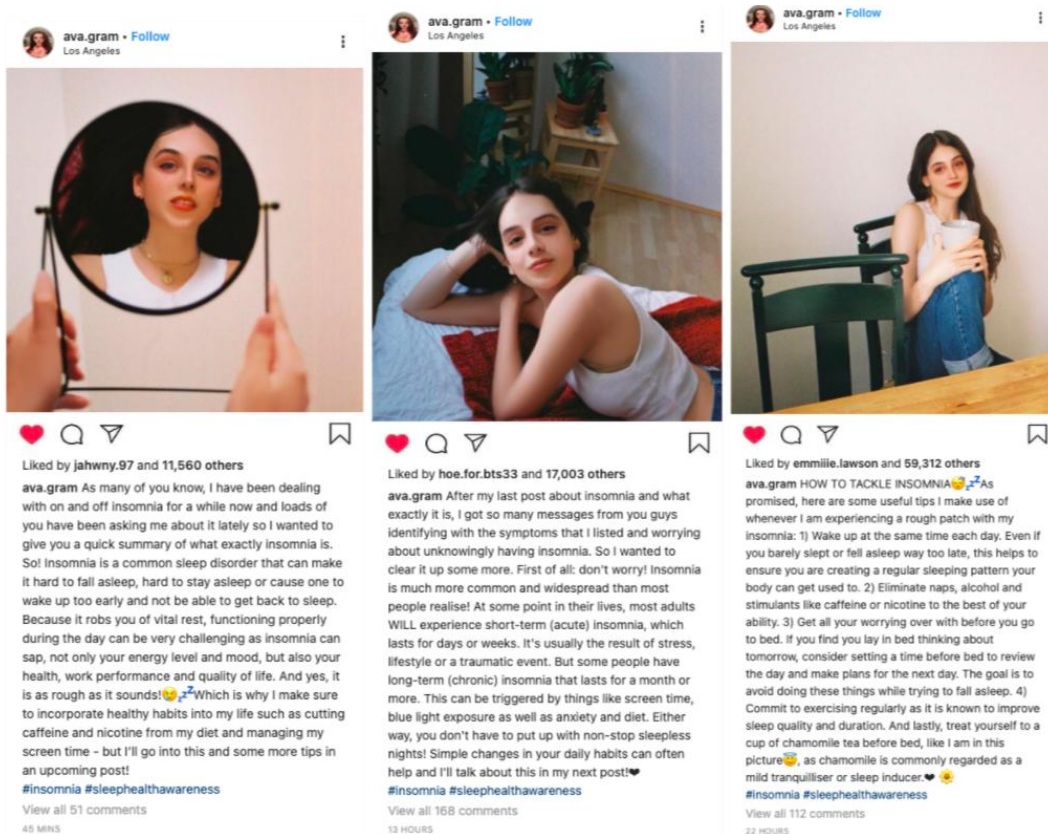 ava.gram • Follow
Los Angeles
Liked by jahwny.97 and 11,560 others
ava.gram As many of you know, I have been dealing
with on and off insomnia for a while now and loads of
you have been asking me about it lately so I wanted to
give you a quick summary of what exactly insomnia is.
So! Insomnia is a common sleep disorder that can make
it hard to fall asleep, hard to stay asleep or cause one to
wake up too early and not be able to get back to sleep.
Because it robs you of vital rest, functioning properly
during the day can be very challenging as insomnia can
sap, not only your energy level and mood, but also your
health, work performance and quality of life. And yes, it
is as rough as it sounds!😢💤Which is why I make sure
to incorporate healthy habits into my life such as cutting
caffeine and nicotine from my diet and managing my
screen time - but I'll go into this and some more tips in
an upcoming post!
#insomnia #sleephealthawareness
View all 51 comments
45 MINS
ava.gram • Follow
Los Angeles
Liked by hoe.for.bts33 and 17,003 others
ava.gram After my last post about insomnia and what
exactly it is, I got so many messages from you guys
identifying with the symptoms that I listed and worrying
about unknowingly having insomnia. So I wanted to
clear it up some more. First of all: don't worry! Insomnia
is much more common and widespread than most
people realise! At some point in their lives, most adults
WILL experience short-term (acute) insomnia, which
lasts for days or weeks. It's usually the result of stress,
lifestyle or a traumatic event. But some people have
long-term (chronic) insomnia that lasts for a month or
more. This can be triggered by things like screen time,
blue light exposure as well as anxiety and diet. Either
way, you don't have to put up with non-stop sleepless
nights! Simple changes in your daily habits can often
help and I'll talk about this in my next post!❤
#insomnia #sleephealthawareness
View all 168 comments
13 HOURS
ava.gram • Follow
Los Angeles
Liked by emmiiie.lawson and 59,312 others
ava.gram HOW TO TACKLE INSOMNIA😴💤As
promised, here are some useful tips I make use of
whenever I am experiencing a rough patch with my
insomnia: 1) Wake up at the same time each day. Even if
you barely slept or fell asleep way too late, this helps to
ensure you are creating a regular sleeping pattern your
body can get used to. 2) Eliminate naps, alcohol and
stimulants like caffeine or nicotine to the best of your
ability. 3) Get all your worrying over with before you go
to bed. If you find you lay in bed thinking about
tomorrow, consider setting a time before bed to review
the day and make plans for the next day. The goal is to
avoid doing these things while trying to fall asleep. 4)
Commit to exercising regularly as it is known to improve
sleep quality and duration. And lastly, treat yourself to a
cup of chamomile tea before bed, like I am in this
picture😇, as chamomile is commonly regarded as a
mild tranquilliser or sleep inducer.❤ 🌼
#insomnia #sleephealthawareness
View all 112 comments
22 HOURS